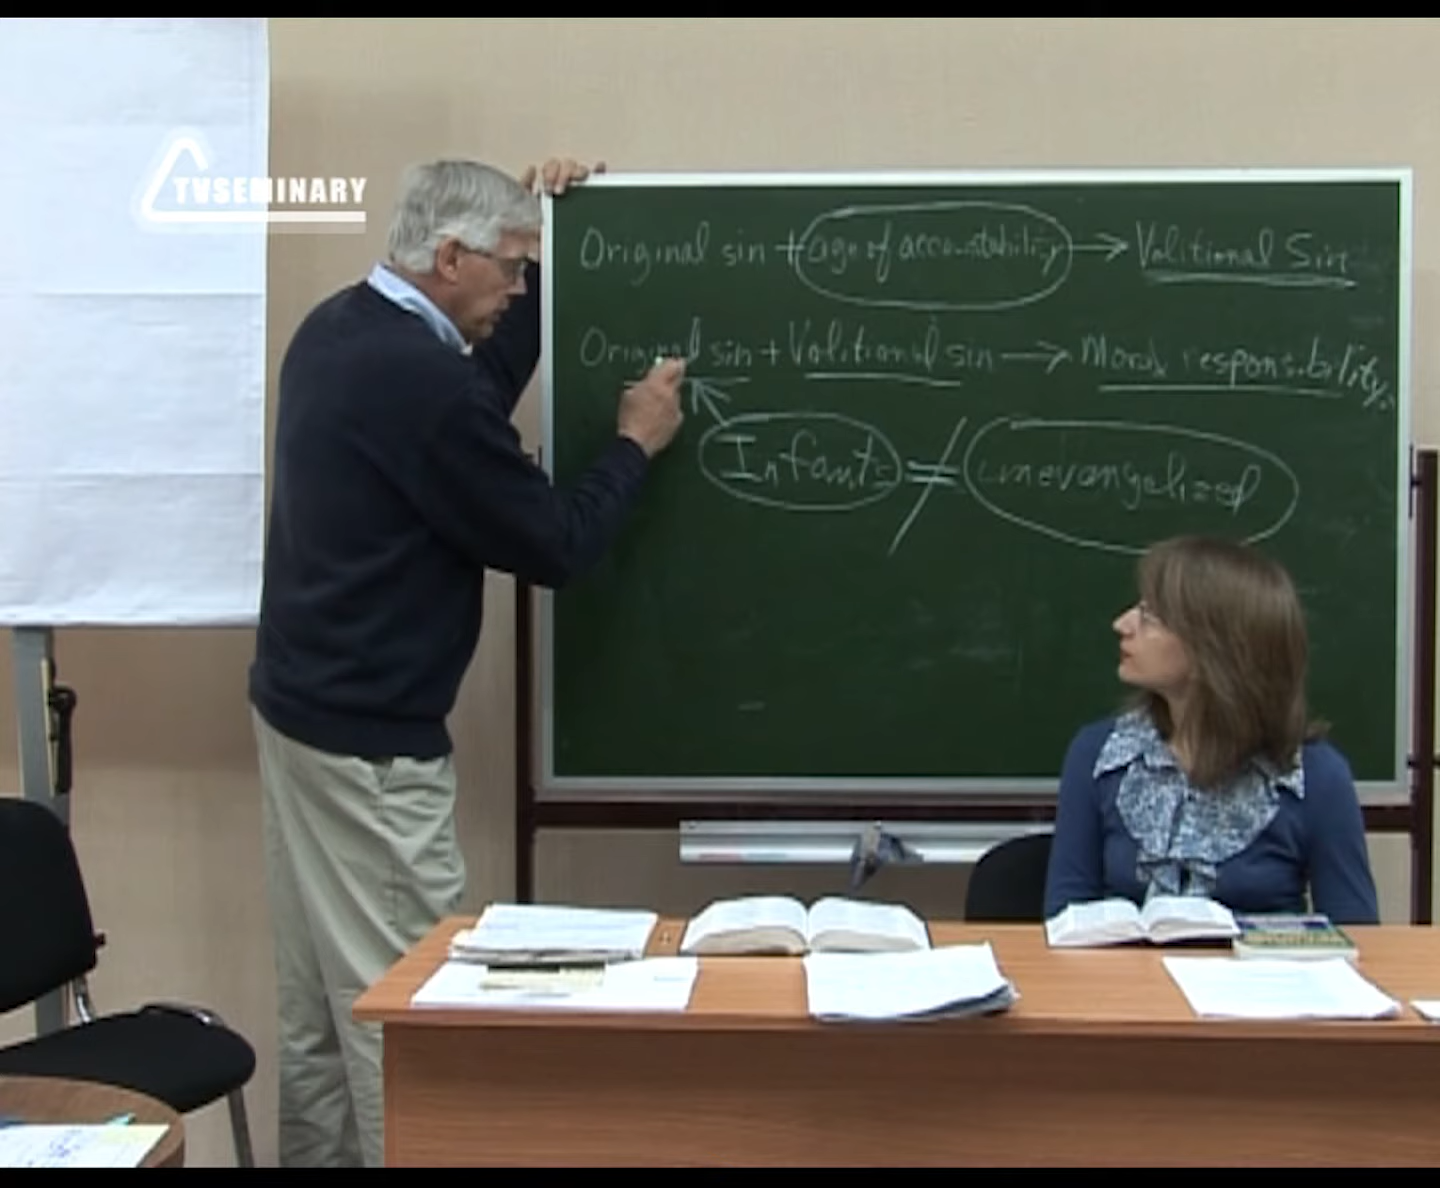 TVSEMINARY
Original sin + age of accountability → Volitional Sin
Original sin + Volitional sin → Moral responsibility.
Infants ≠ unevangelized